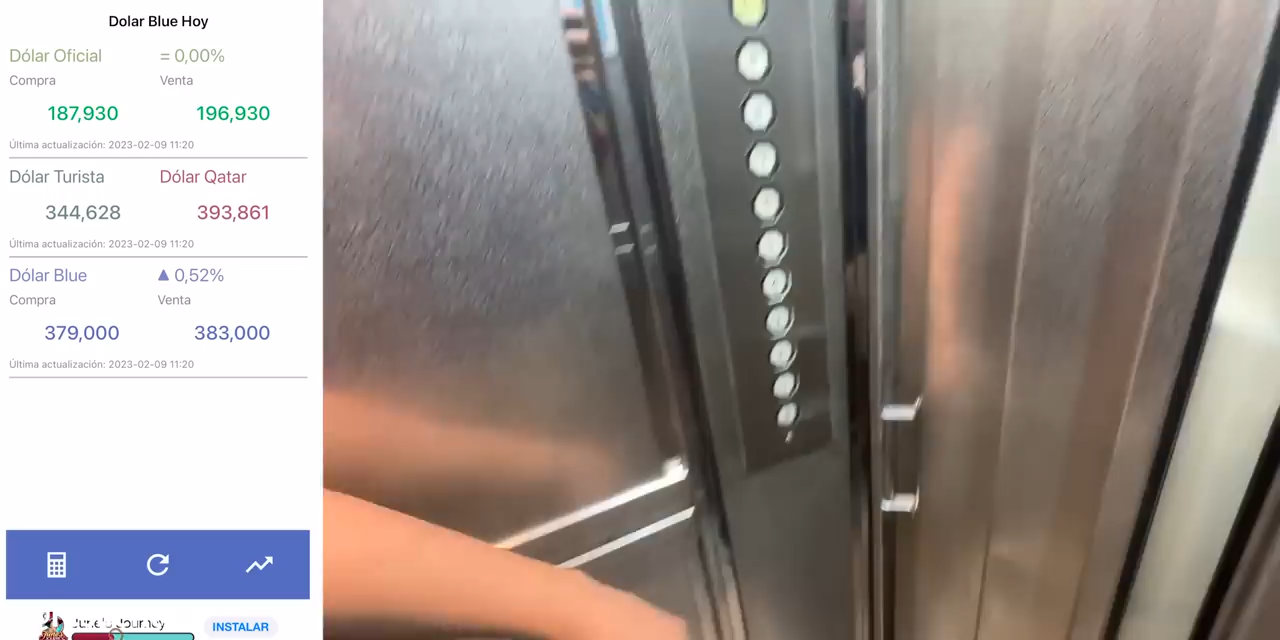 Dolar Blue Hoy
Dólar Oficial = 0,00%
Compra Venta
187,930 196,930
Última actualización: 2023-02-09 11:20
Dólar Turista Dólar Qatar
344,628 393,861
Última actualización: 2023-02-09 11:20
Dólar Blue ▲ 0,52%
Compra Venta
379,000 383,000
Última actualización: 2023-02-09 11:20
June's Journey
INSTALAR